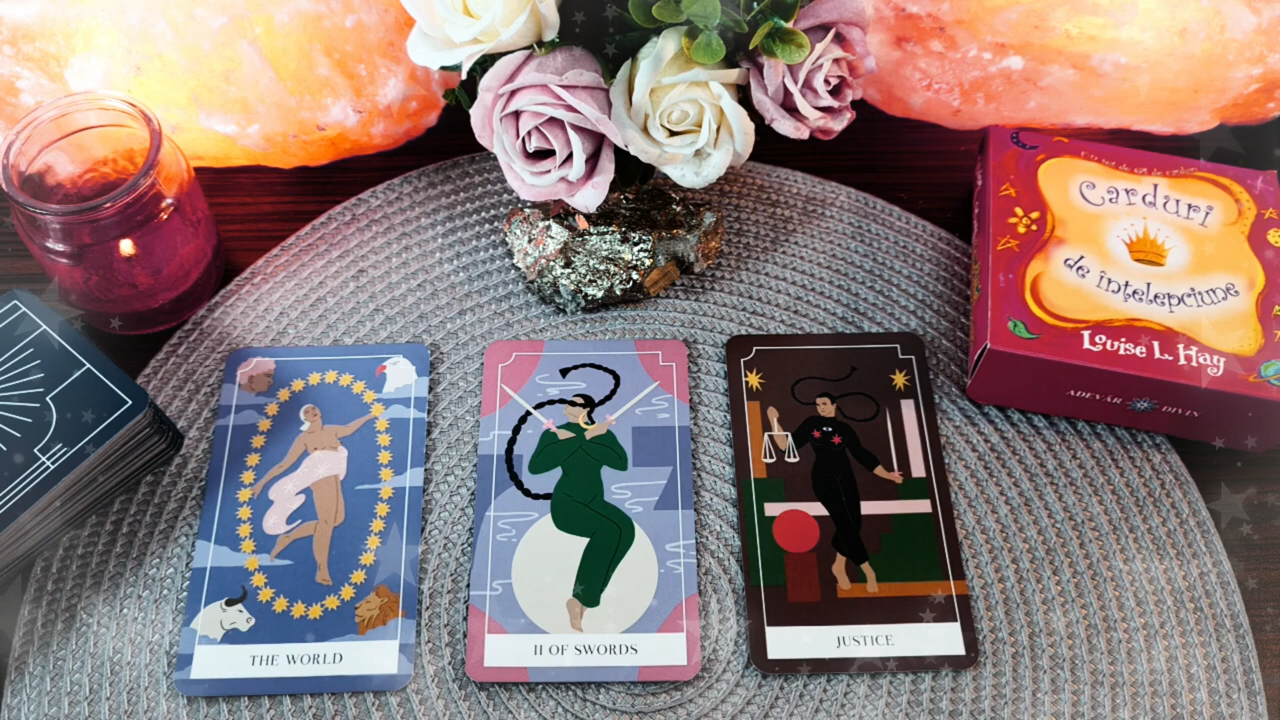 Carduri
de înțelepciune
Louise L. Hay
ADEVĂR DIVIN
THE WORLD
II OF SWORDS
JUSTICE